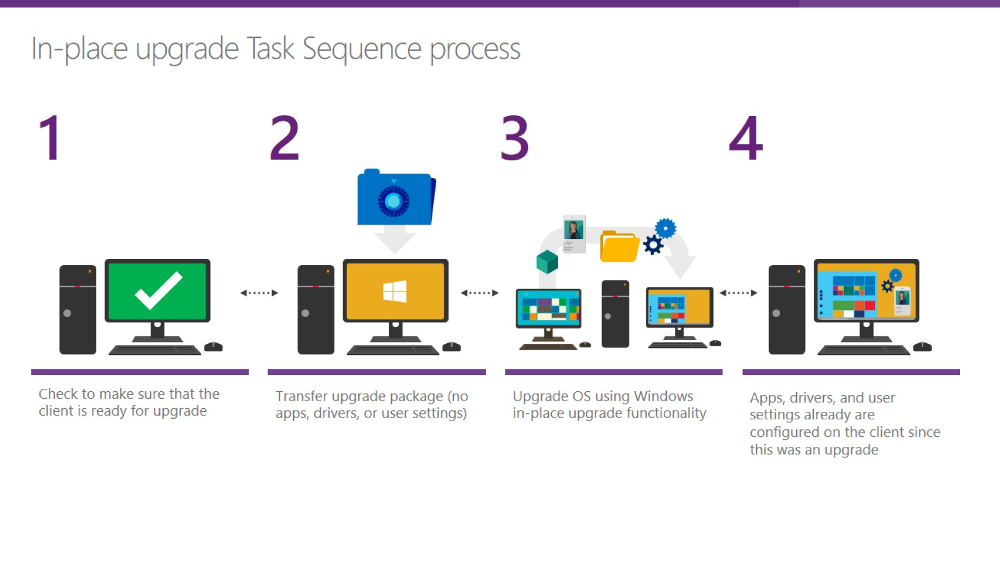 In-place upgrade Task Sequence process
1
2
3
4
Check to make sure that the
client is ready for upgrade
Transfer upgrade package (no
apps, drivers, or user settings)
Upgrade OS using Windows
in-place upgrade functionality
Apps, drivers, and user
settings already are
configured on the client since
this was an upgrade